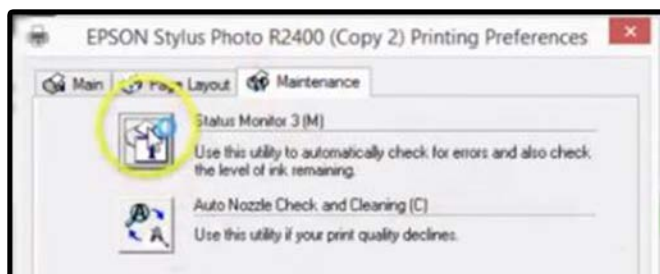 EPSON Stylus Photo R2400 (Copy 2) Printing Preferences
Main Page Layout Maintenance
Status Monitor 3 (M)
Use this utility to automatically check for errors and also check
the level of ink remaining.
Auto Nozzle Check and Cleaning (C)
Use this utility if your print quality declines.